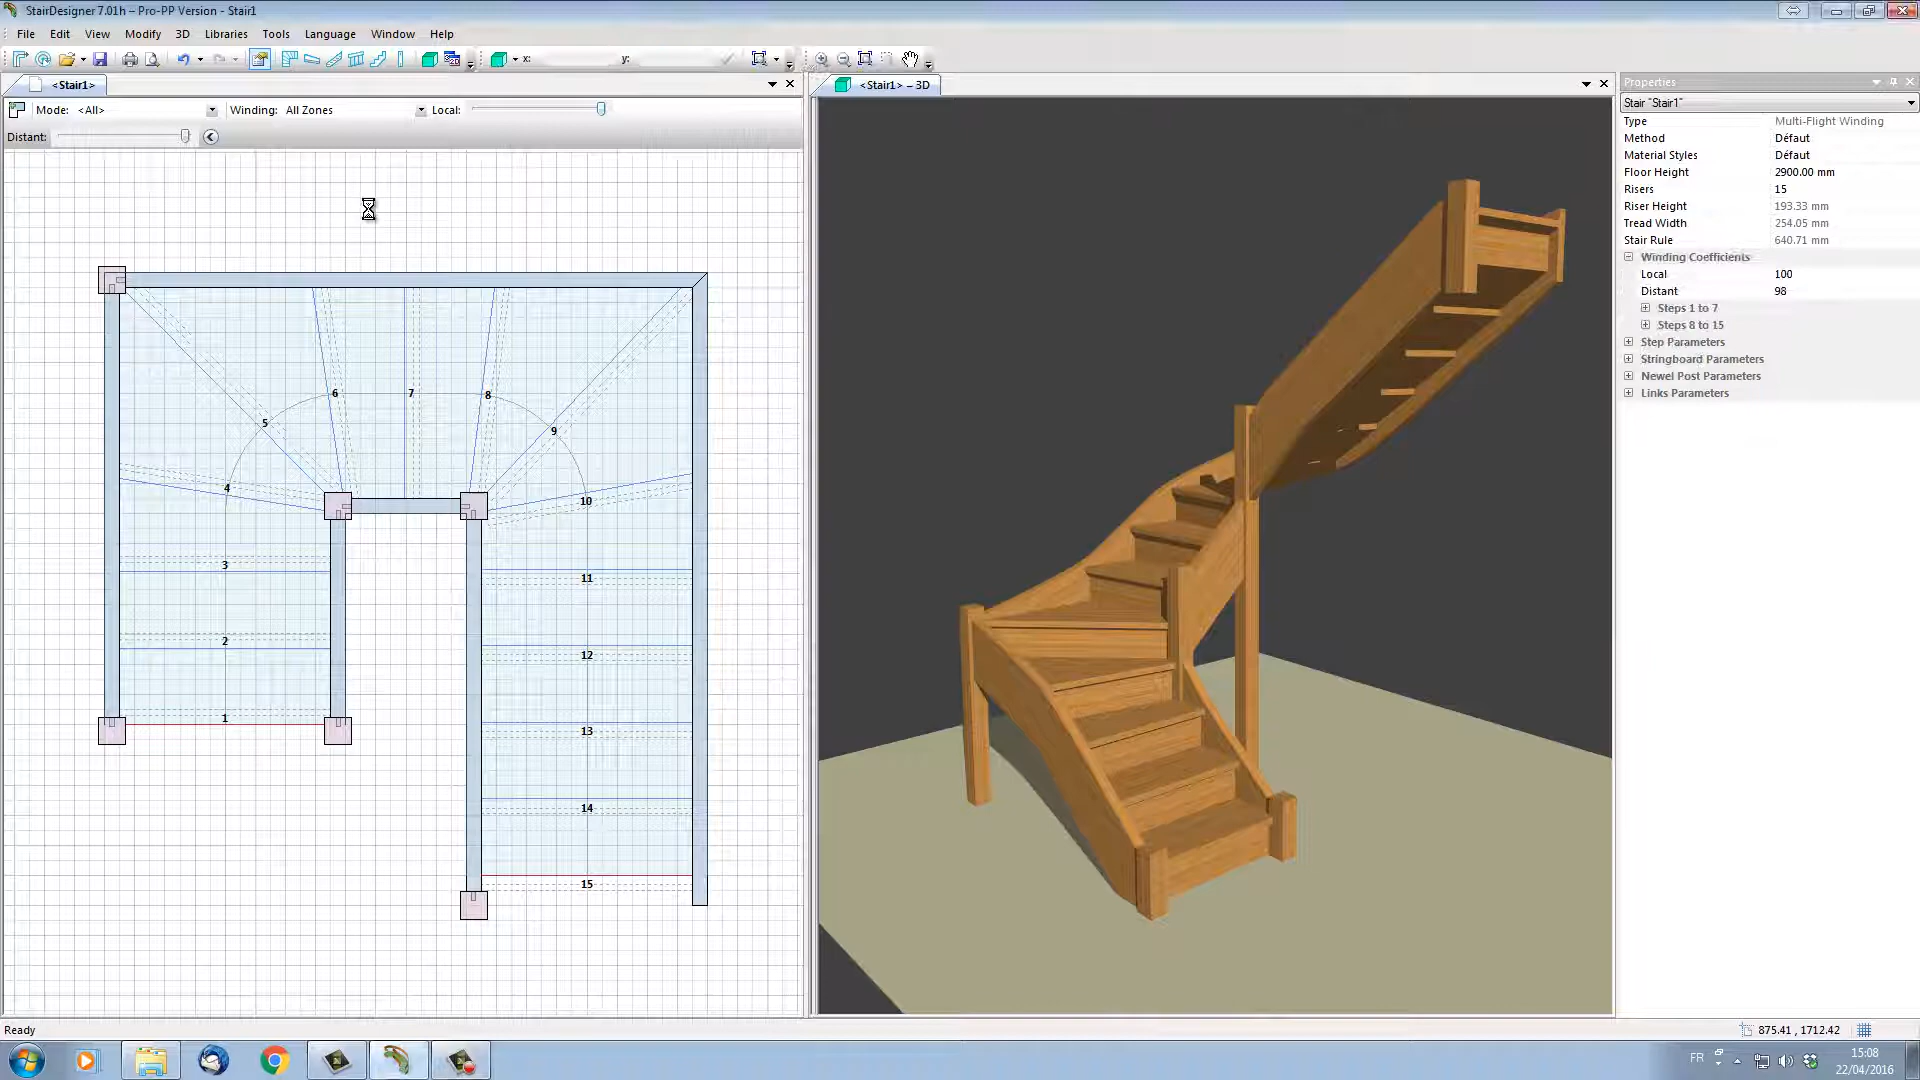 StairDesigner 7.01h – Pro-PP Version - Stair1
File Edit View Modify 3D Libraries Tools Language Window Help
x: y:
<Stair1>
<Stair1> – 3D
Properties
Mode: <All> Winding: All Zones Local:
Distant:
Stair "Stair1"
Type Multi-Flight Winding
Method Défaut
Material Styles Défaut
Floor Height 2900.00 mm
Risers 15
Riser Height 193.33 mm
Tread Width 254.05 mm
Stair Rule 640.71 mm
Winding Coefficients
Local 100
Distant 98
Steps 1 to 7
Steps 8 to 15
Step Parameters
Stringboard Parameters
Newel Post Parameters
Links Parameters
6 7 8
5 9
4 10
3 11
2 12
1 13
14
15
Ready
875.41 , 1712.42
FR
15:08
22/04/2016